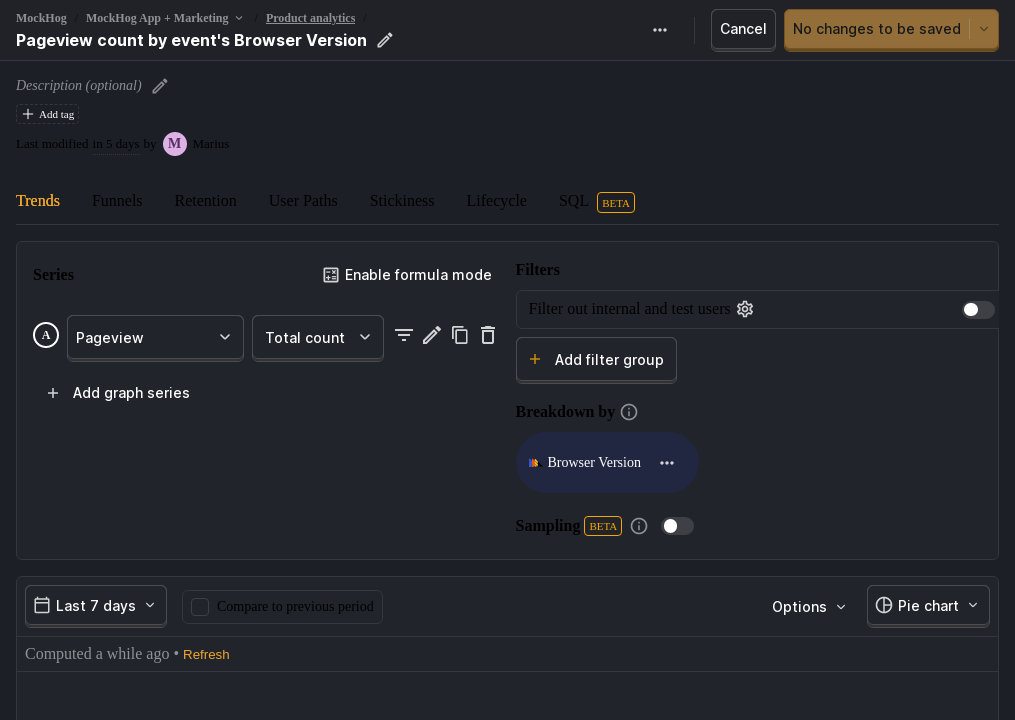 MockHog / MockHog App + Marketing / Product analytics /
Pageview count by event's Browser Version
Cancel
No changes to be saved
Description (optional)
Add tag
Last modified in 5 days by M Marius
Trends Funnels Retention User Paths Stickiness Lifecycle SQL BETA
Series
Enable formula mode
A Pageview Total count
Add graph series
Filters
Filter out internal and test users
Add filter group
Breakdown by
Browser Version
Sampling BETA
Last 7 days
Compare to previous period
Options
Pie chart
Computed a while ago • Refresh